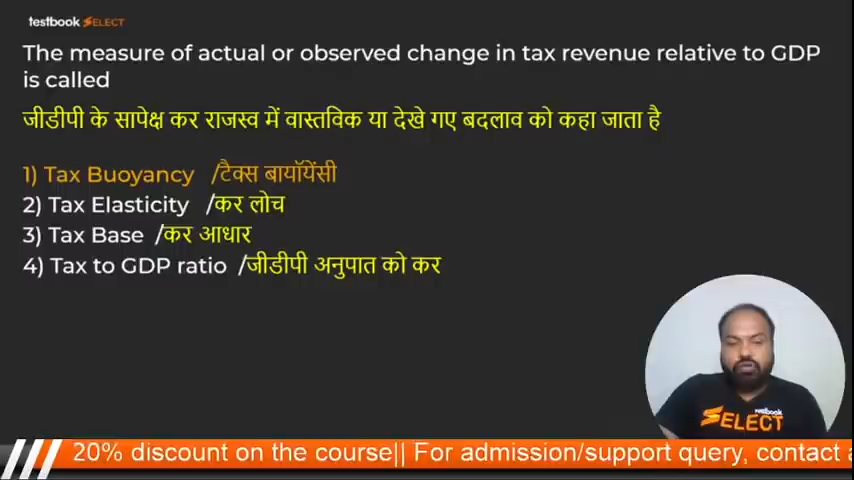 testbook SELECT
The measure of actual or observed change in tax revenue relative to GDP
is called
जीडीपी के सापेक्ष कर राजस्व में वास्तविक या देखे गए बदलाव को कहा जाता है
1) Tax Buoyancy /टैक्स बायॉयेंसी
2) Tax Elasticity /कर लोच
3) Tax Base /कर आधार
4) Tax to GDP ratio /जीडीपी अनुपात को कर
testbook
SELECT
20% discount on the course|| For admission/support query, contact